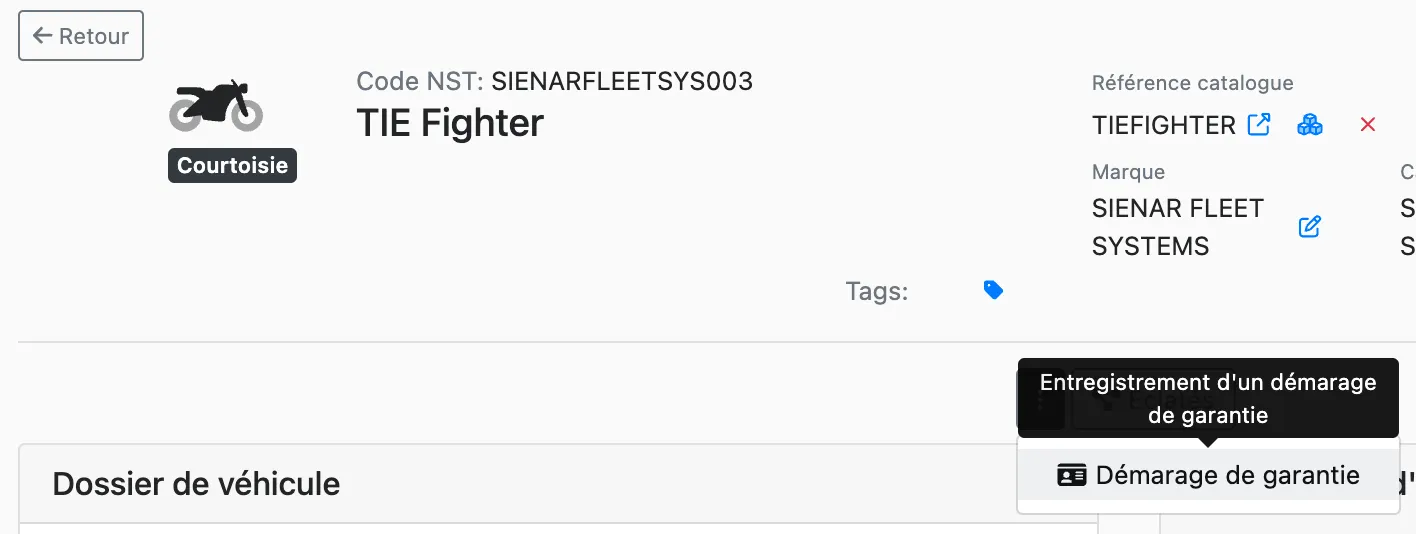 Retour
Code NST: SIENARFLEETSYS003
TIE Fighter
Courtoisie
Référence catalogue
TIEFIGHTER
Marque
SIENAR FLEET
SYSTEMS
C
S
S
Tags:
Entregistrement d'un démarage
de garantie
Démarage de garantie
Dossier de véhicule
d'